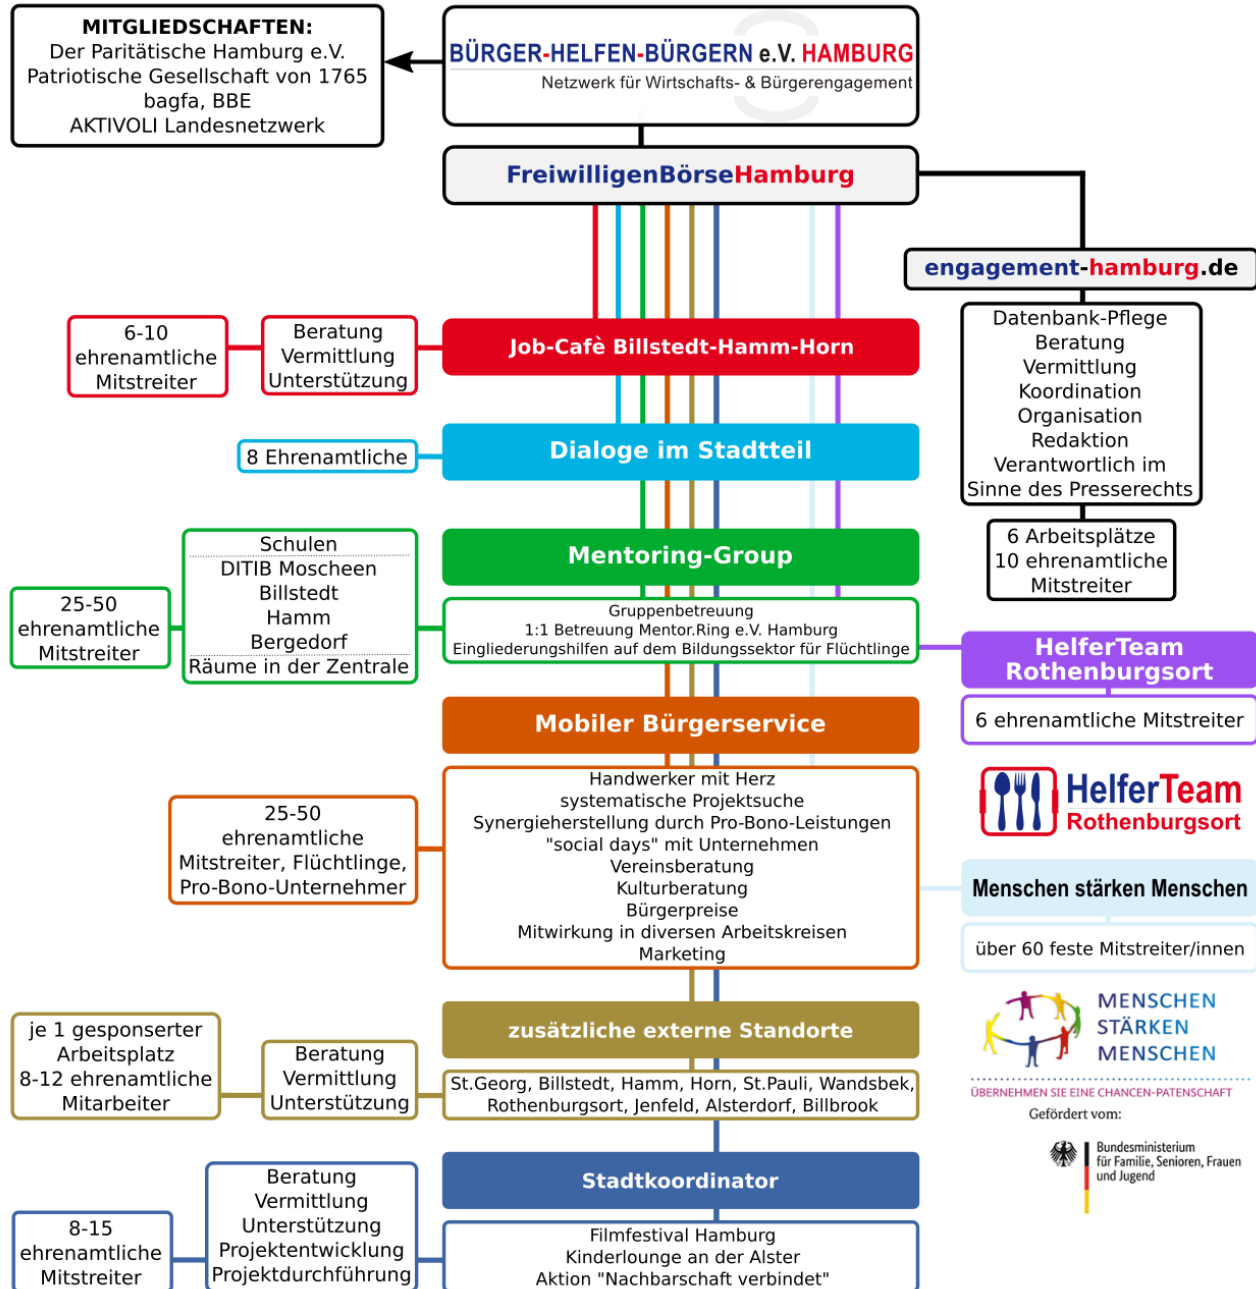 MITGLIEDSCHAFTEN:
Der Paritätische Hamburg e.V.
Patriotische Gesellschaft von 1765
bagfa, BBE
AKTIVOLI Landesnetzwerk
BÜRGER-HELFEN-BÜRGERN e.V. HAMBURG
Netzwerk für Wirtschafts- & Bürgerengagement
FreiwilligenBörseHamburg
engagement-hamburg.de
Datenbank-Pflege
Beratung
Vermittlung
Koordination
Organisation
Redaktion
Verantwortlich im
Sinne des Presserechts
6 Arbeitsplätze
10 ehrenamtliche
Mitstreiter
Job-Cafè Billstedt-Hamm-Horn
Beratung
Vermittlung
Unterstützung
6-10
ehrenamtliche
Mitstreiter
Dialoge im Stadtteil
8 Ehrenamtliche
Mentoring-Group
Gruppenbetreuung
1:1 Betreuung Mentor.Ring e.V. Hamburg
Eingliederungshilfen auf dem Bildungssektor für Flüchtlinge
Schulen
DITIB Moscheen
Billstedt
Hamm
Bergedorf
Räume in der Zentrale
25-50
ehrenamtliche
Mitstreiter
HelferTeam
Rothenburgsort
6 ehrenamtliche Mitstreiter
HelferTeam
Rothenburgsort
Mobiler Bürgerservice
Handwerker mit Herz
systematische Projektsuche
Synergieherstellung durch Pro-Bono-Leistungen
"social days" mit Unternehmen
Vereinsberatung
Kulturberatung
Bürgerpreise
Mitwirkung in diversen Arbeitskreisen
Marketing
25-50
ehrenamtliche
Mitstreiter, Flüchtlinge,
Pro-Bono-Unternehmer
Menschen stärken Menschen
über 60 feste Mitstreiter/innen
MENSCHEN
STÄRKEN
MENSCHEN
ÜBERNEHMEN SIE EINE CHANCEN-PATENSCHAFT
Gefördert vom:
Bundesministerium
für Familie, Senioren, Frauen
und Jugend
zusätzliche externe Standorte
St.Georg, Billstedt, Hamm, Horn, St.Pauli, Wandsbek,
Rothenburgsort, Jenfeld, Alsterdorf, Billbrook
Beratung
Vermittlung
Unterstützung
je 1 gesponserter
Arbeitsplatz
8-12 ehrenamtliche
Mitarbeiter
Stadtkoordinator
Filmfestival Hamburg
Kinderlounge an der Alster
Aktion "Nachbarschaft verbindet"
Beratung
Vermittlung
Unterstützung
Projektentwicklung
Projektdurchführung
8-15
ehrenamtliche
Mitstreiter